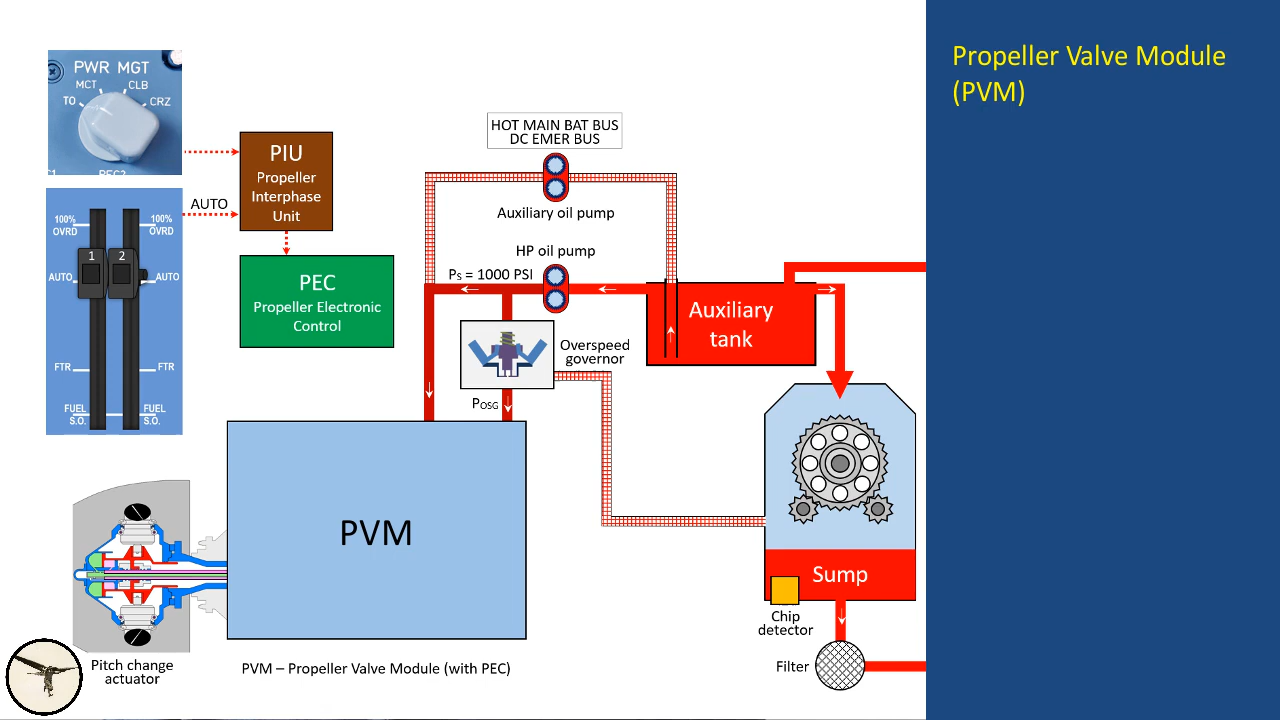 Propeller Valve Module
(PVM)
PWR MGT
MCT
CLB
TO
CRZ
HOT MAIN BAT BUS
DC EMER BUS
PIU
Propeller
Interphase
Unit
AUTO
Auxiliary oil pump
HP oil pump
PS = 1000 PSI
100%
OVRD
100%
OVRD
1
2
AUTO
AUTO
FTR
FTR
FUEL
S.O.
FUEL
S.O.
PEC
Propeller Electronic
Control
Auxiliary
tank
Overspeed
governor
POSG
PVM
Sump
Chip
detector
Filter
Pitch change
actuator
PVM – Propeller Valve Module (with PEC)